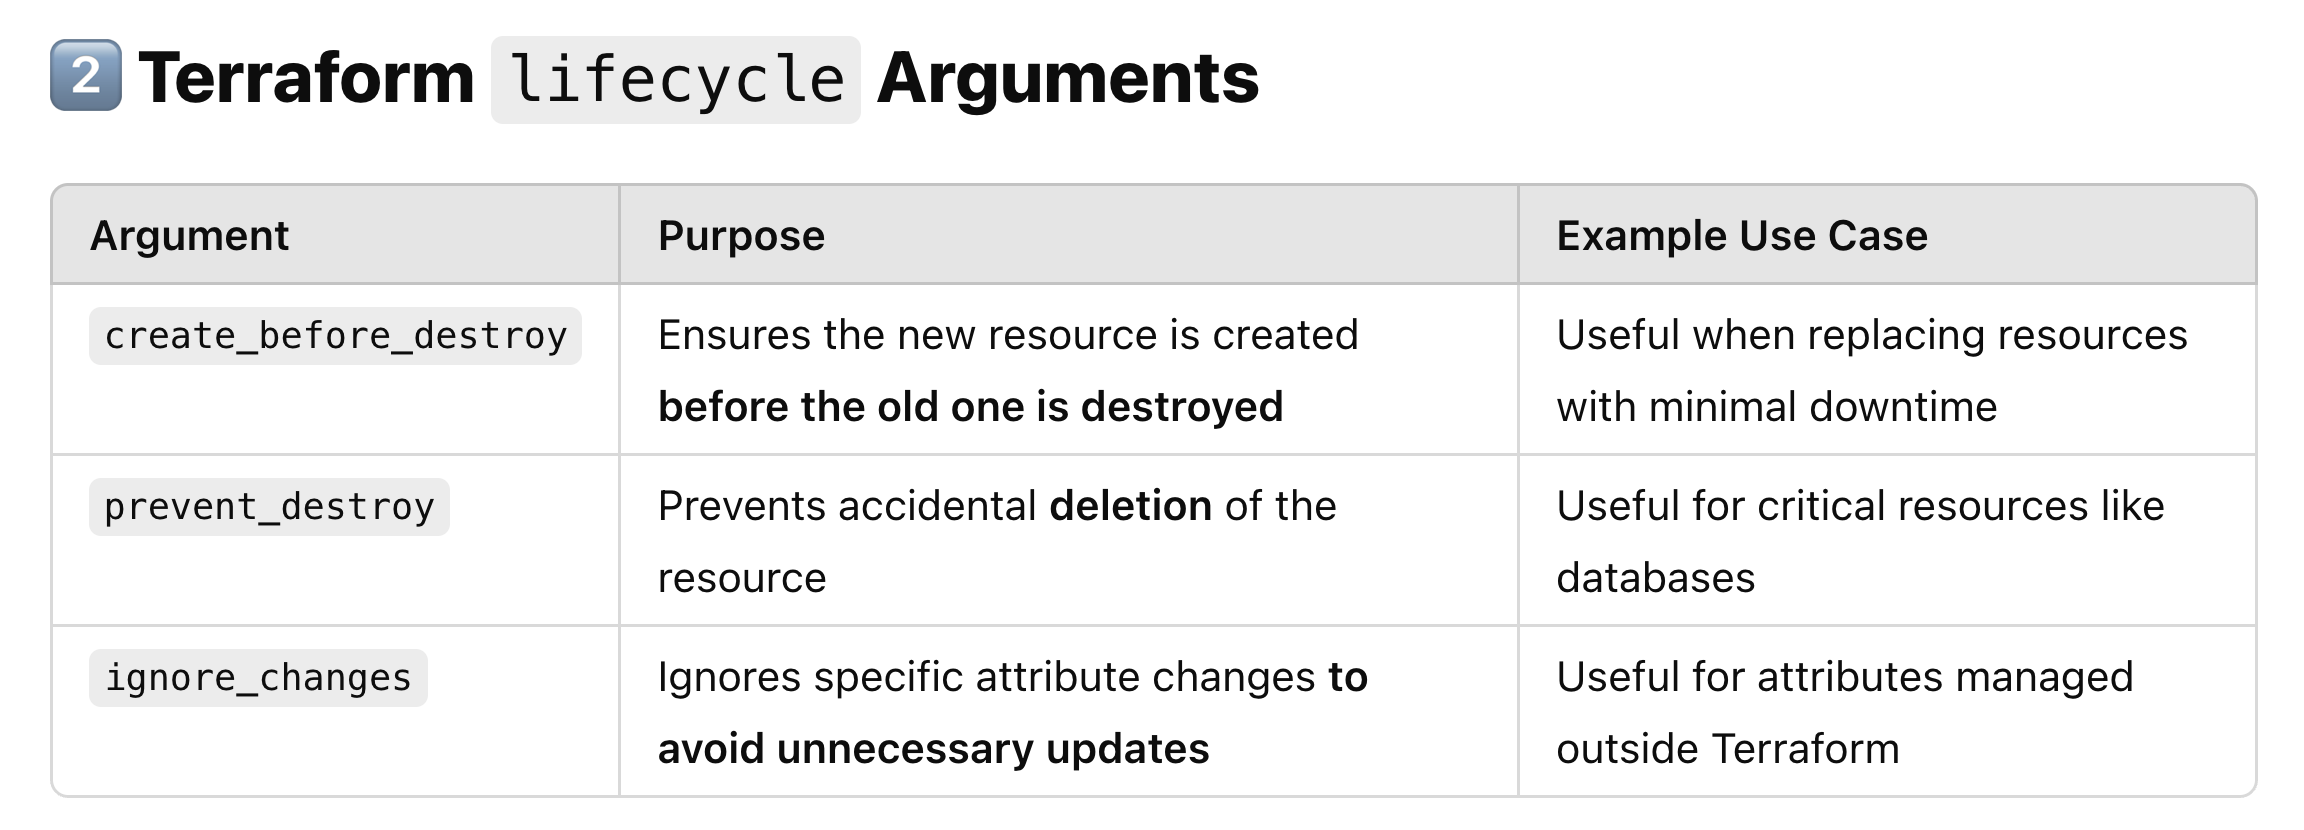 2 Terraform lifecycle Arguments
Argument Purpose Example Use Case
create_before_destroy Ensures the new resource is created Useful when replacing resources
before the old one is destroyed with minimal downtime
prevent_destroy Prevents accidental deletion of the Useful for critical resources like
resource databases
ignore_changes Ignores specific attribute changes to Useful for attributes managed
avoid unnecessary updates outside Terraform